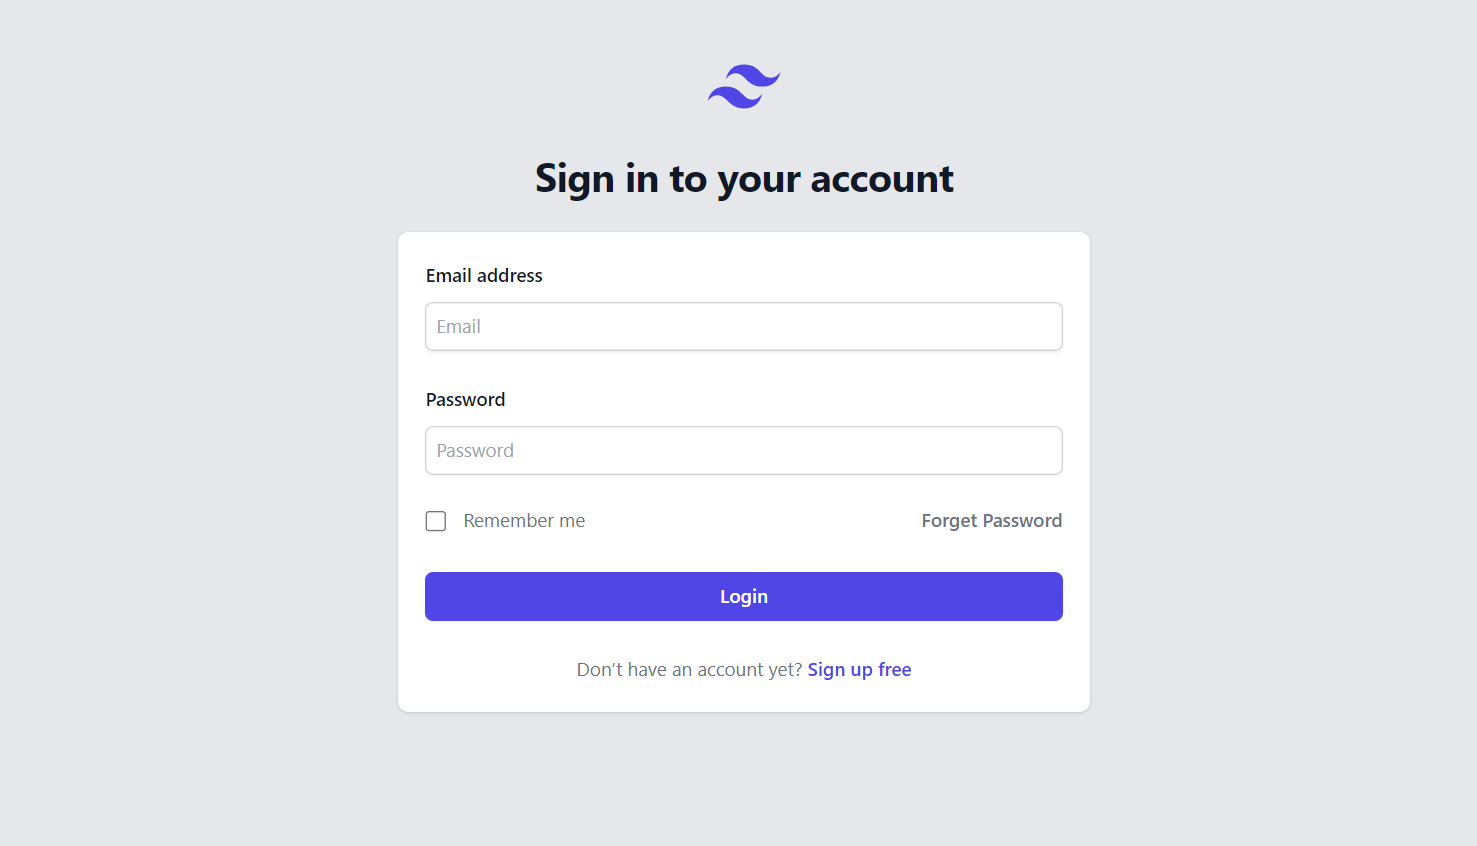 Sign in to your account
Email address
Email
Password
Password
Remember me
Forget Password
Login
Don't have an account yet? Sign up free